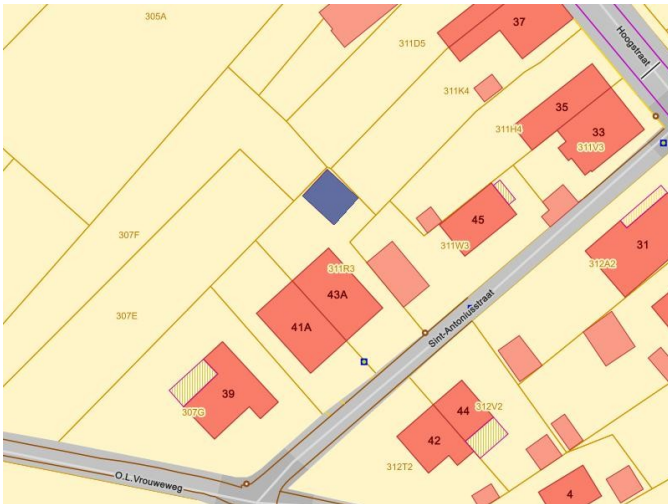 305A
37
311D5
Hoogstraat
311K4
35
311H4
33
311V3
307F
45
311W3
31
312A2
311R3
43A
307E
41A
Sint-Antoniusstraat
39
307G
44
312V2
42
312T2
O.L.Vrouweweg
4